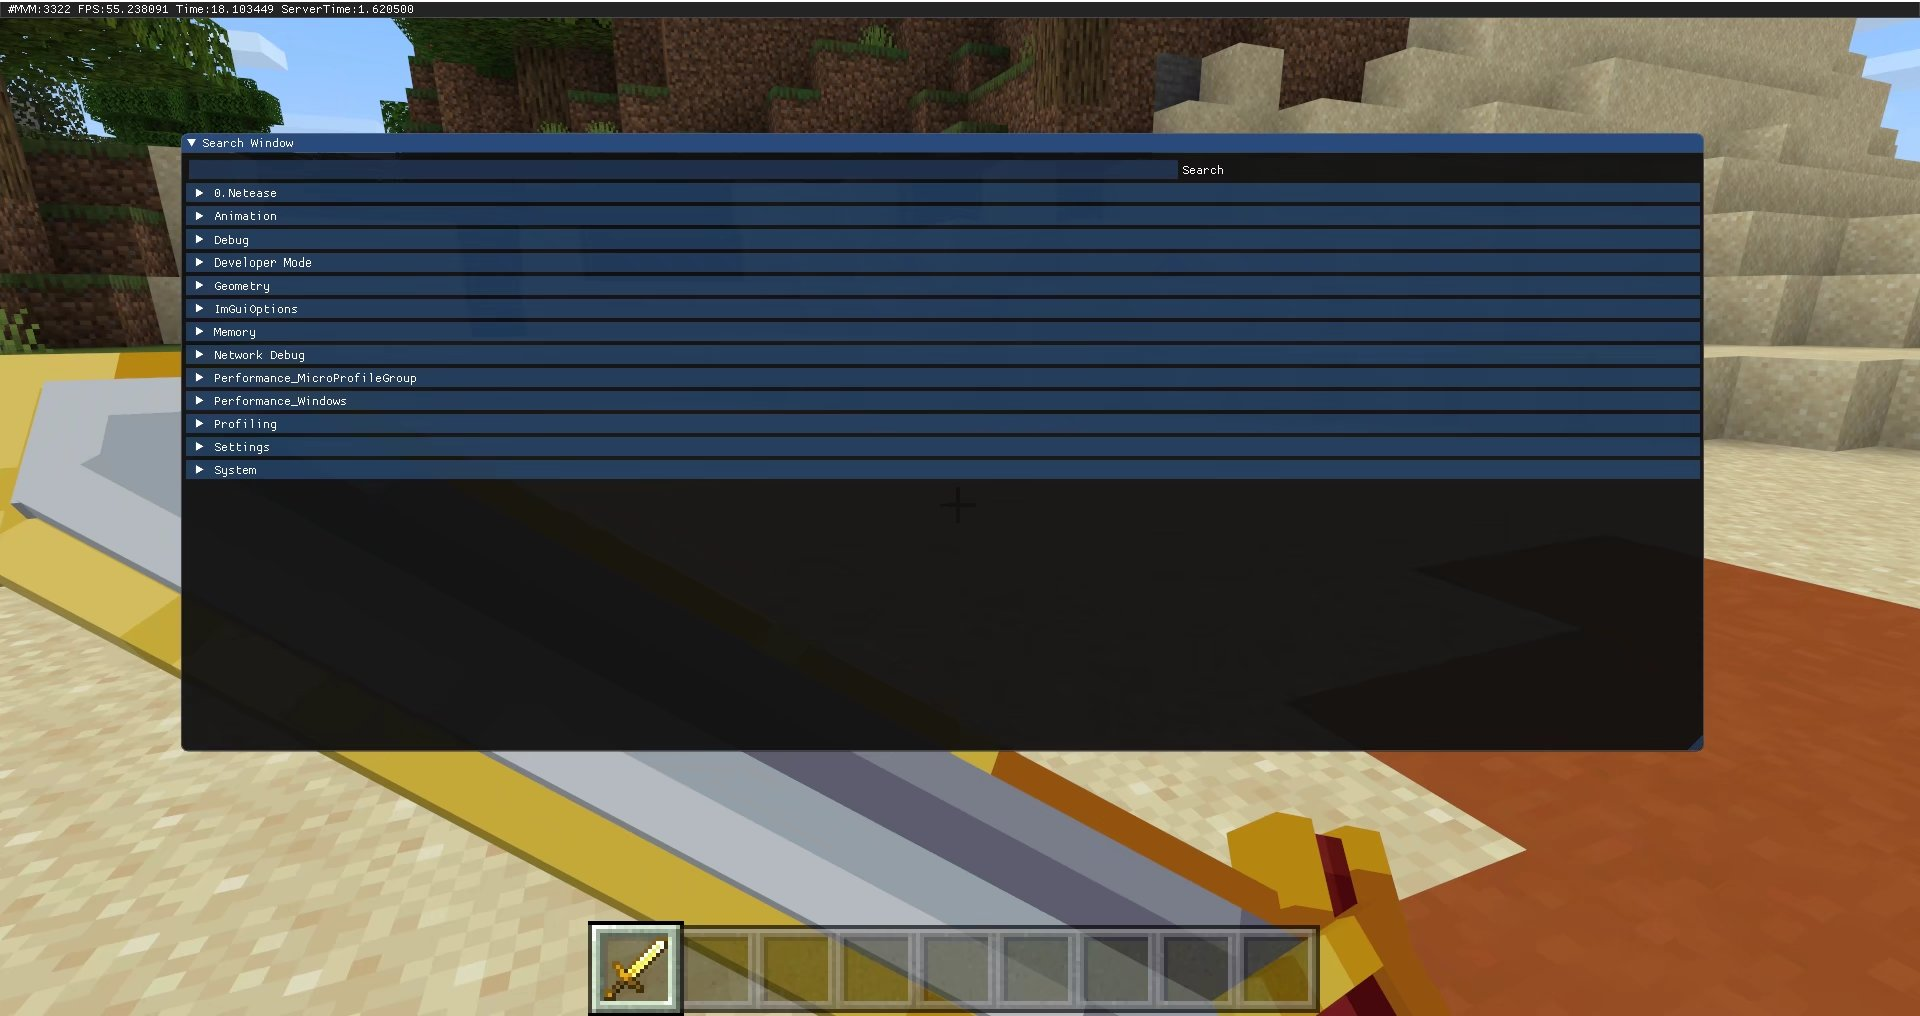 #MVM:3322 FPS:55.238091 Time:18.103449 ServerTime:1.620500
Search Window
Search
0.Netease
Animation
Debug
Developer Mode
Geometry
ImGuiOptions
Memory
Network Debug
Performance_MicroProfileGroup
Performance_Windows
Profiling
Settings
System